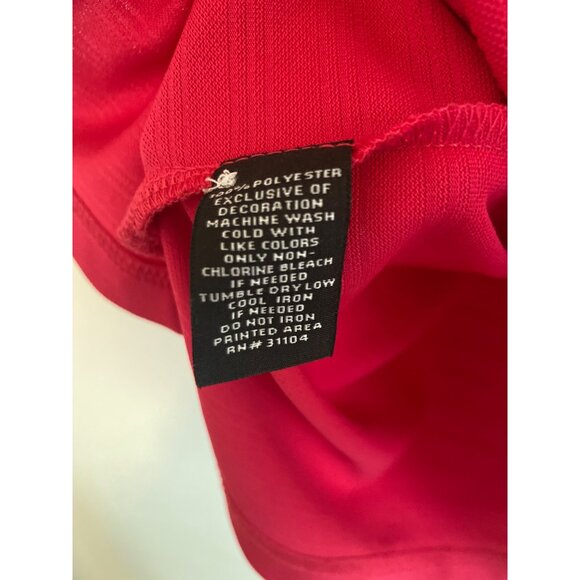 100% POLYESTER
EXCLUSIVE OF
DECORATION
MACHINE WASH
COLD WITH
LIKE COLORS
ONLY NON-
CHLORINE BLEACH
IF NEEDED
TUMBLE DRY LOW
COOL IRON
IF NEEDED
DO NOT IRON
PRINTED AREA
RN# 31104